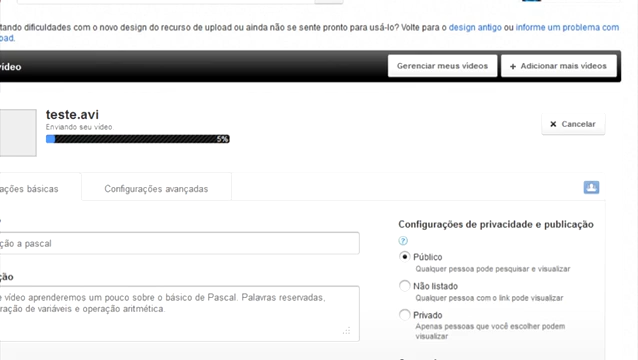 tando dificuldades com o novo design do recurso de upload ou ainda não se sente pronto para usá-lo? Volte para o design antigo ou informe um problema com
oad.
vídeo
Gerenciar meus vídeos
+ Adicionar mais vídeos
teste.avi
Enviando seu vídeo
5%
× Cancelar
ações básicas
Configurações avançadas
Configurações de privacidade e publicação
ção a pascal
?
Público
Qualquer pessoa pode pesquisar e visualizar
ção
Não listado
Qualquer pessoa com o link pode visualizar
e vídeo aprenderemos um pouco sobre o básico de Pascal. Palavras reservadas,
ração de vanáveis e operação aritmética.
Privado
Apenas pessoas que você escolher podem
visualizar